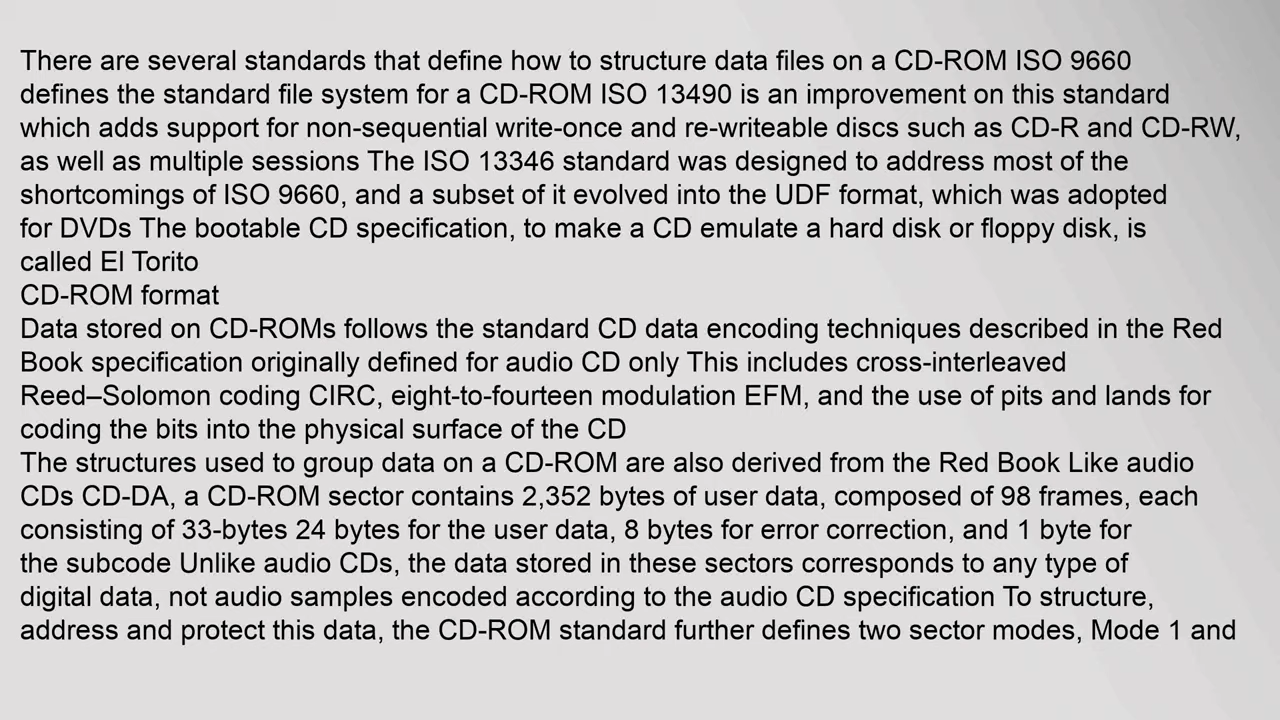 There are several standards that define how to structure data files on a CD-ROM ISO 9660
defines the standard file system for a CD-ROM ISO 13490 is an improvement on this standard
which adds support for non-sequential write-once and re-writeable discs such as CD-R and CD-RW,
as well as multiple sessions The ISO 13346 standard was designed to address most of the
shortcomings of ISO 9660, and a subset of it evolved into the UDF format, which was adopted
for DVDs The bootable CD specification, to make a CD emulate a hard disk or floppy disk, is
called El Torito
CD-ROM format
Data stored on CD-ROMs follows the standard CD data encoding techniques described in the Red
Book specification originally defined for audio CD only This includes cross-interleaved
Reed–Solomon coding CIRC, eight-to-fourteen modulation EFM, and the use of pits and lands for
coding the bits into the physical surface of the CD
The structures used to group data on a CD-ROM are also derived from the Red Book Like audio
CDs CD-DA, a CD-ROM sector contains 2,352 bytes of user data, composed of 98 frames, each
consisting of 33-bytes 24 bytes for the user data, 8 bytes for error correction, and 1 byte for
the subcode Unlike audio CDs, the data stored in these sectors corresponds to any type of
digital data, not audio samples encoded according to the audio CD specification To structure,
address and protect this data, the CD-ROM standard further defines two sector modes, Mode 1 and